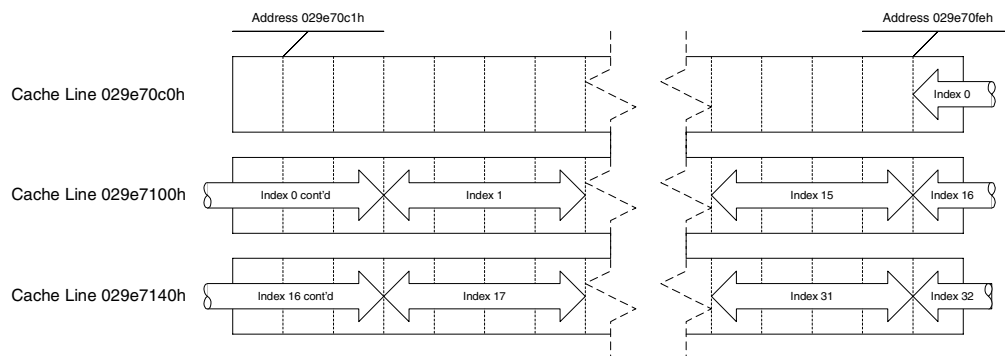 Address 029e70c1h
Address 029e70feh
Cache Line 029e70c0h
Index 0
Cache Line 029e7100h
Index 0 cont'd
Index 1
Index 15
Index 16
Cache Line 029e7140h
Index 16 cont'd
Index 17
Index 31
Index 32